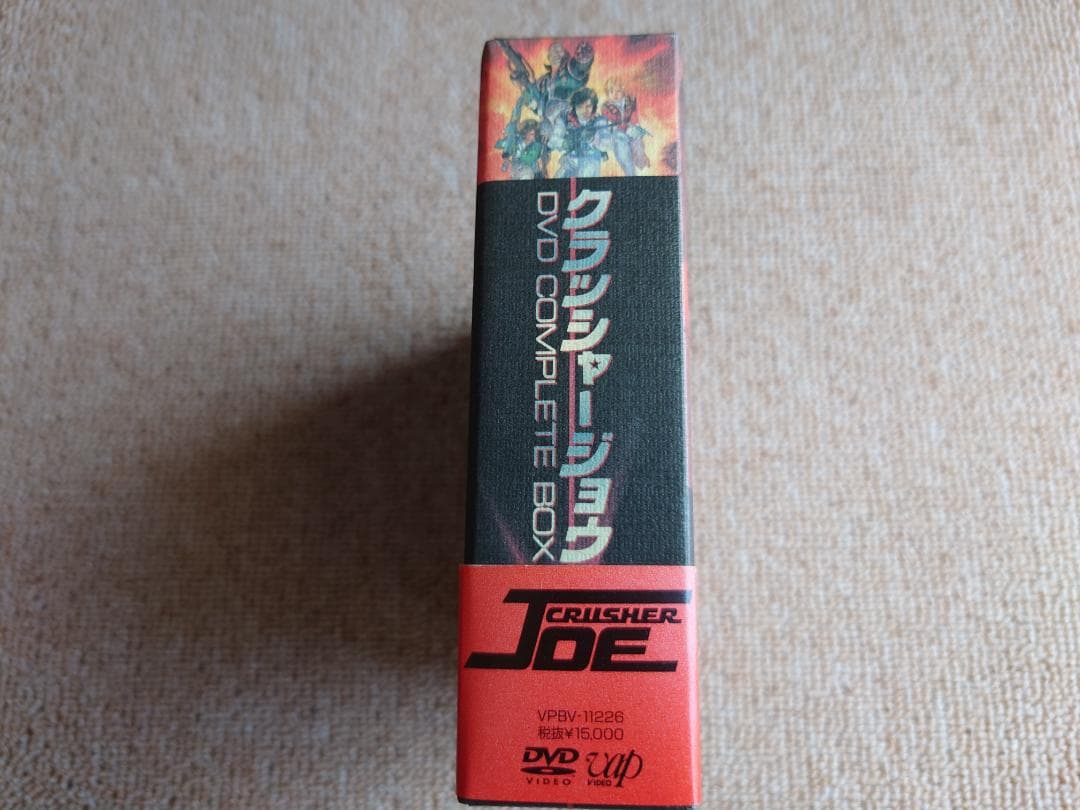 クラッシャージョウ
DVD COMPLETE BOX
CRUSHER
JOE
VPBV-11226
税抜¥15,000
DVD
VIDEO
vap
VIDEO